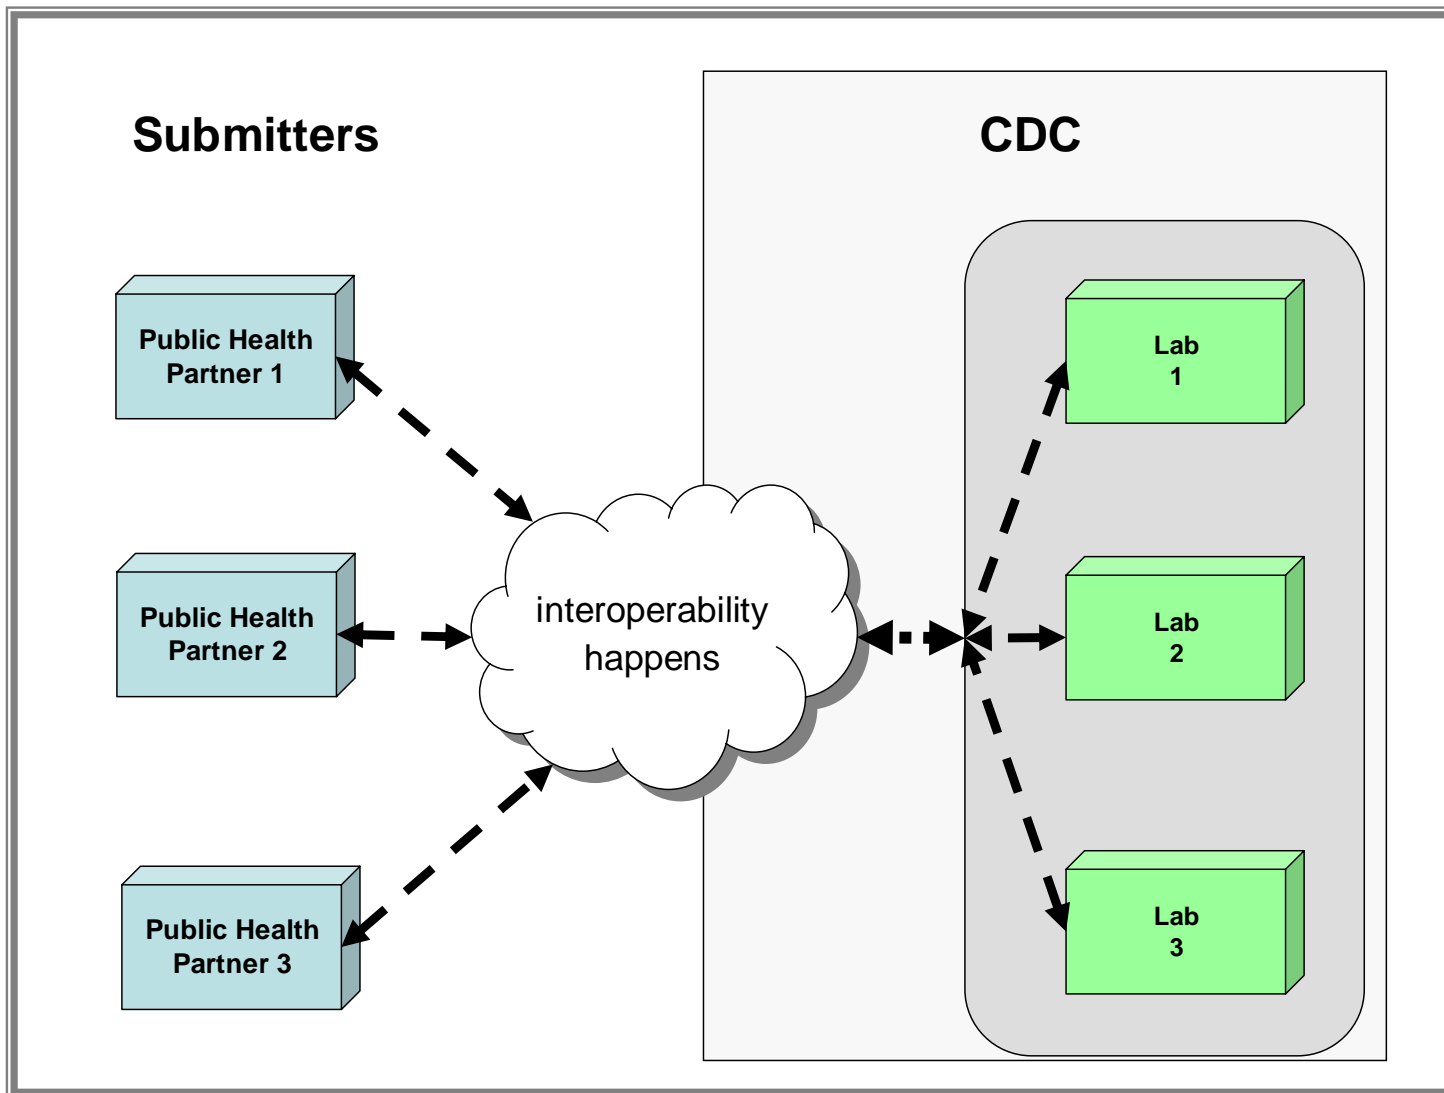 Submitters
CDC
Public Health
Partner 1
Lab
1
interoperability
happens
Public Health
Partner 2
Lab
2
Public Health
Partner 3
Lab
3